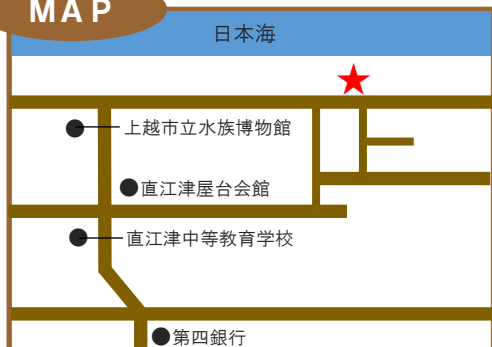 MAP
日本海
上越市立水族博物館
直江津屋台会館
直江津中等教育学校
第四銀行